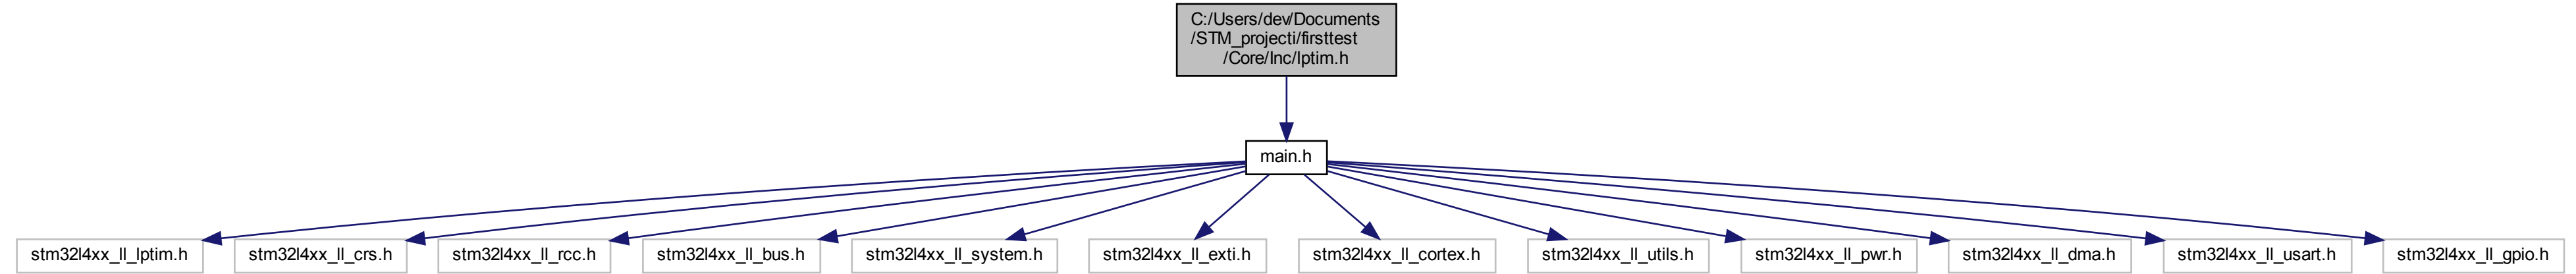 C:/Users/dev/Documents
/STM_projecti/firsttest
/Core/Inc/lptim.h
main.h
stm32l4xx_ll_lptim.h
stm32l4xx_ll_crs.h
stm32l4xx_ll_rcc.h
stm32l4xx_ll_bus.h
stm32l4xx_ll_system.h
stm32l4xx_ll_exti.h
stm32l4xx_ll_cortex.h
stm32l4xx_ll_utils.h
stm32l4xx_ll_pwr.h
stm32l4xx_ll_dma.h
stm32l4xx_ll_usart.h
stm32l4xx_ll_gpio.h